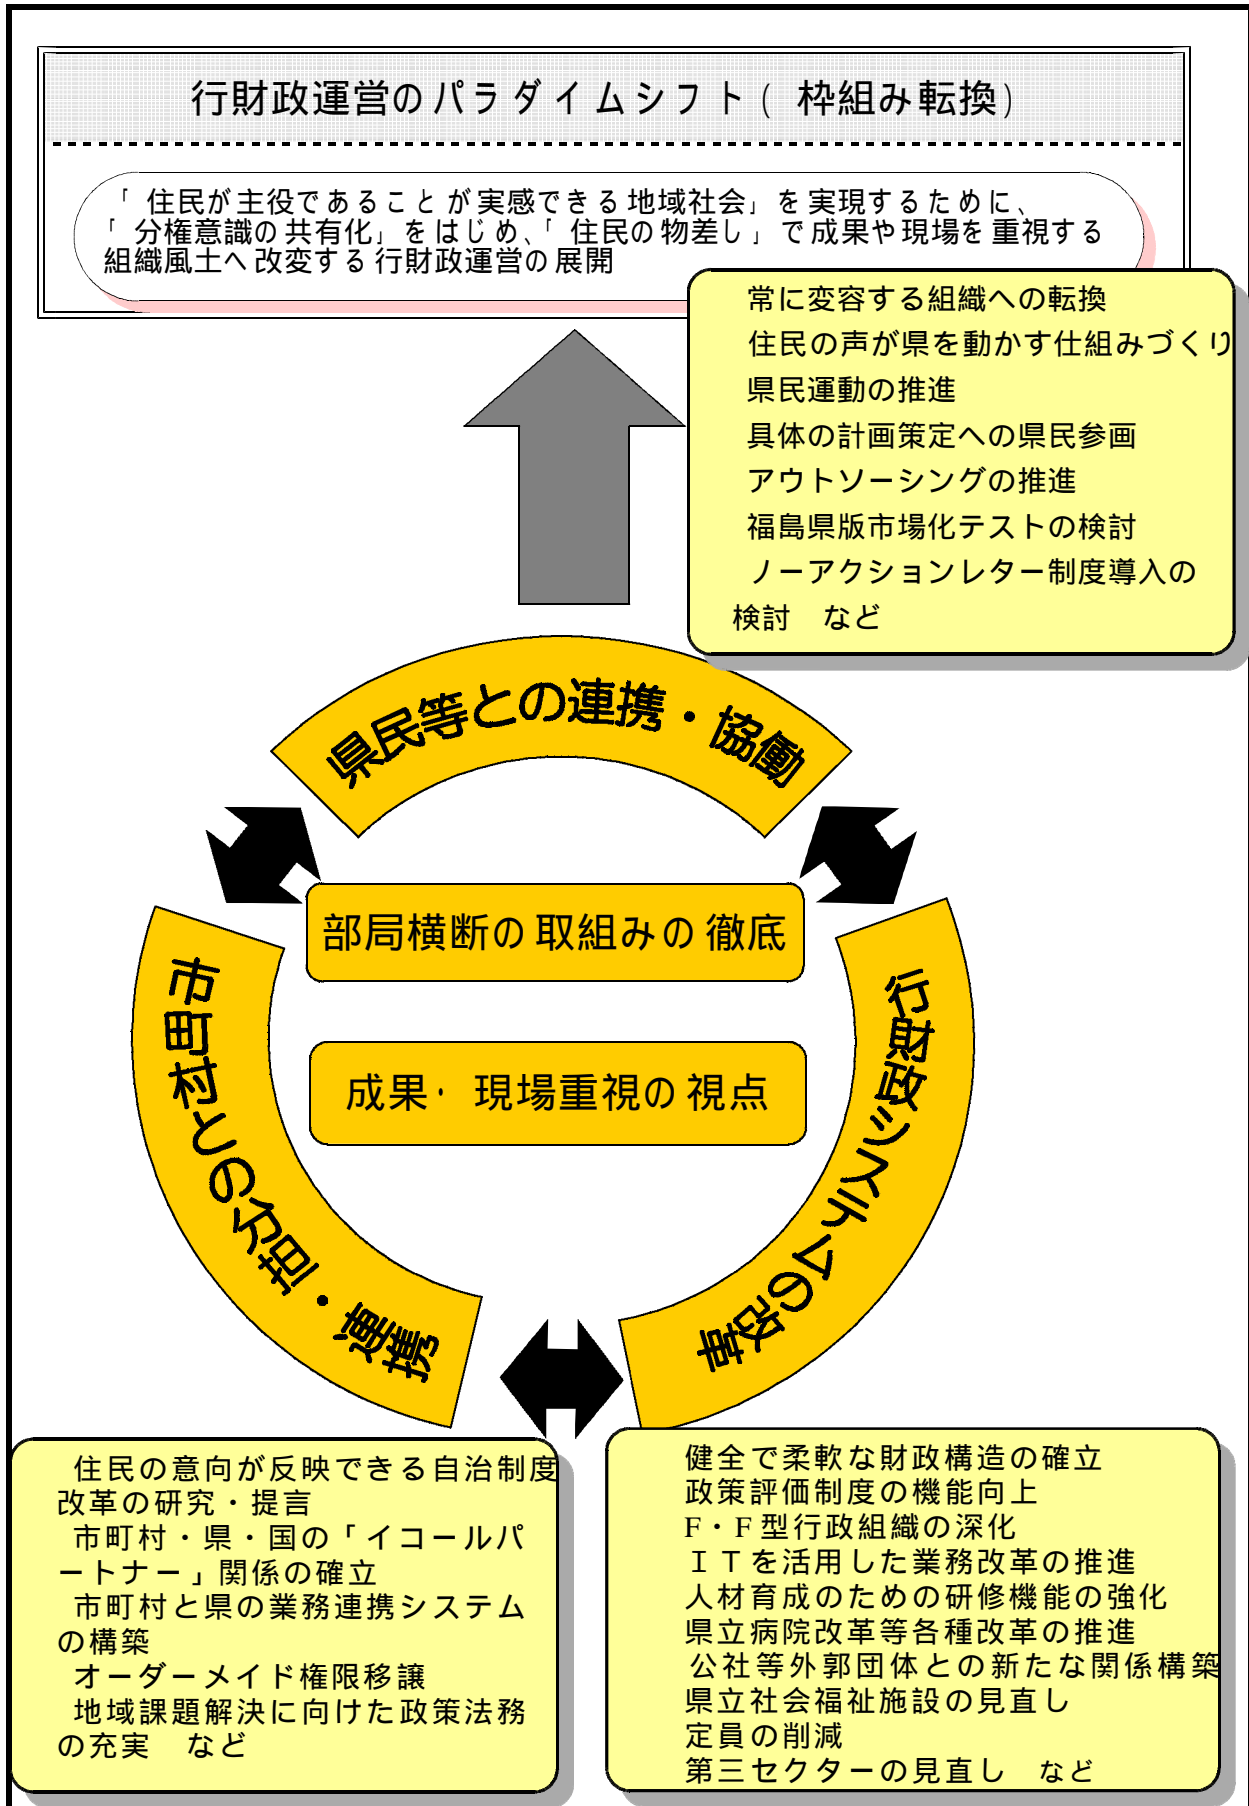 行財政運営のパラダイムシフト(枠組み転換)
「住民が主役であることが実感できる地域社会」を実現するために、
「分権意識の共有化」をはじめ、「住民の物差し」で成果や現場を重視する
組織風土へ改変する行財政運営の展開
常に変容する組織への転換
住民の声が県を動かす仕組みづくり
県民運動の推進
具体の計画策定への県民参画
アウトソーシングの推進
福島県版市場化テストの検討
ノーアクションレター制度導入の
検討 など
県民等との連携・協働
部局横断の取組みの徹底
成果・現場重視の視点
市町村との分担・連携
行財政システムの改革
住民の意向が反映できる自治制度
改革の研究・提言
市町村・県・国の「イコールパ
ートナー」関係の確立
市町村と県の業務連携システム
の構築
オーダーメイド権限移譲
地域課題解決に向けた政策法務
の充実 など
健全で柔軟な財政構造の確立
政策評価制度の機能向上
F・F型行政組織の深化
ITを活用した業務改革の推進
人材育成のための研修機能の強化
県立病院改革等各種改革の推進
公社等外郭団体との新たな関係構築
県立社会福祉施設の見直し
定員の削減
第三セクターの見直し など